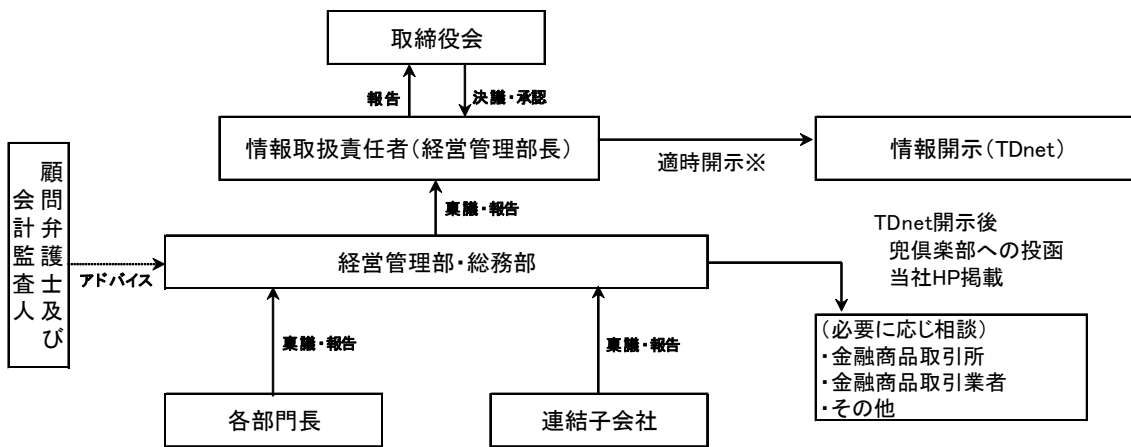 取締役会
報告
決議・承認
情報取扱責任者(経営管理部長)
適時開示※
情報開示(TDnet)
稟議・報告
TDnet開示後
兜倶楽部への投函
当社HP掲載
顧問弁護士及び
会計監査人
アドバイス
経営管理部・総務部
(必要に応じ相談)
・金融商品取引所
・金融商品取引業者
・その他
稟議・報告
稟議・報告
各部門長
連結子会社